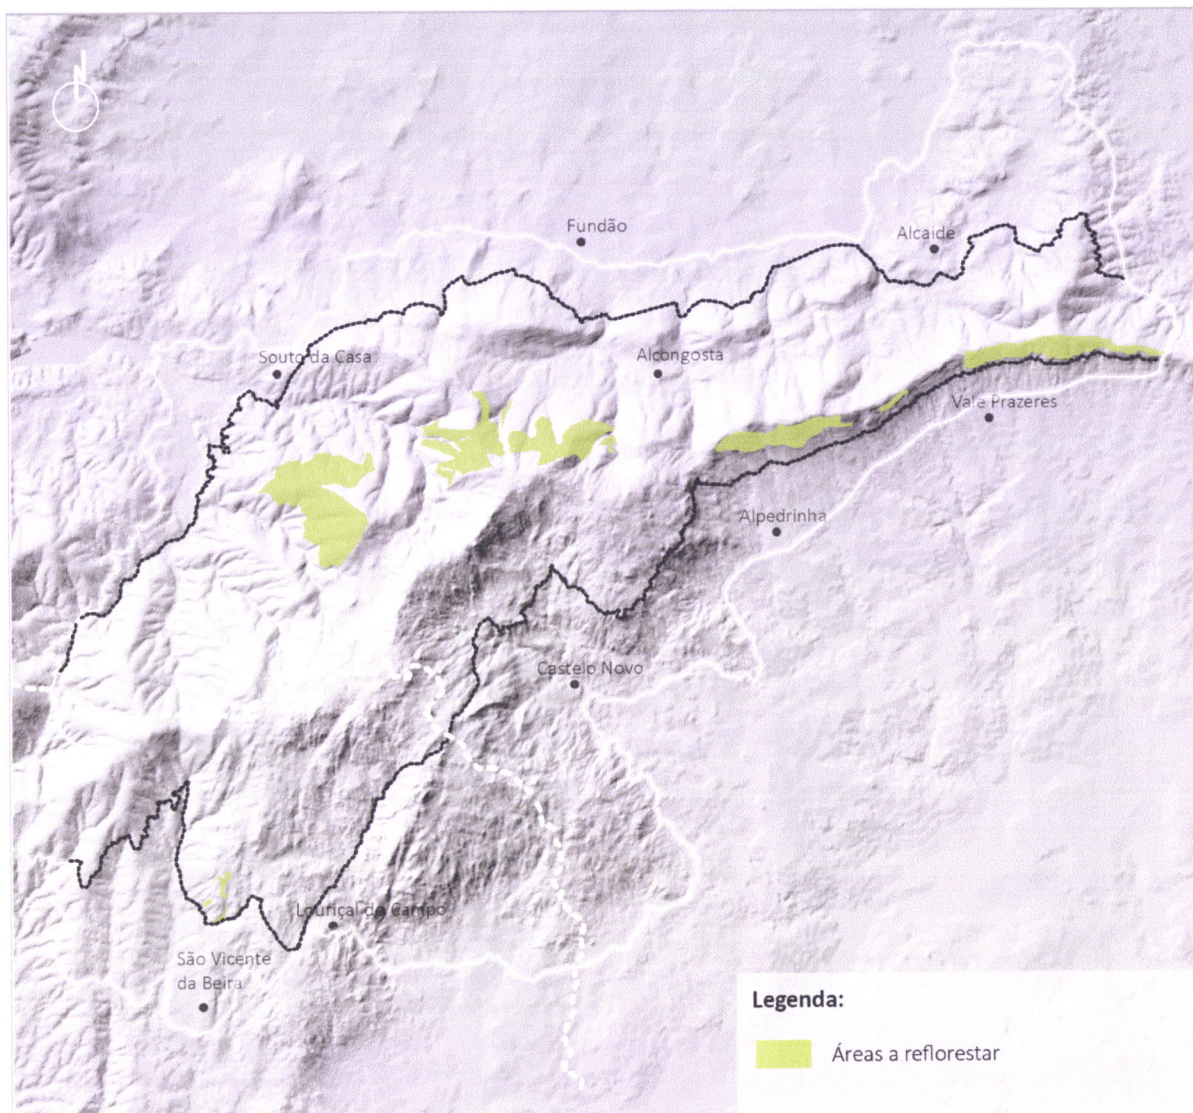 N
Fundão
Alcaide
Souto da Casa
Alcongosta
Vale Prazeres
Alpedrinha
Castelo Novo
Louriçal do Campo
São Vicente
da Beira
Legenda:
Áreas a reflorestar